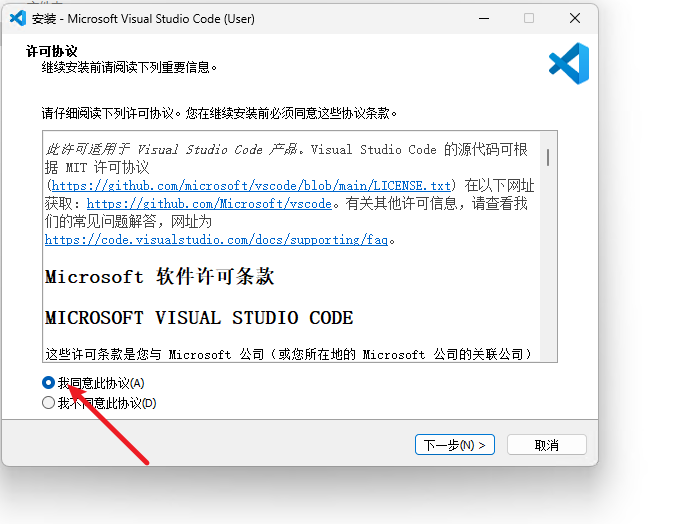 安装 - Microsoft Visual Studio Code (User)
许可协议
继续安装前请阅读下列重要信息。
请仔细阅读下列许可协议。您在继续安装前必须同意这些协议条款。
此许可适用于 Visual Studio Code 产品。Visual Studio Code 的源代码可根
据 MIT 许可协议
(https://github.com/microsoft/vscode/blob/main/LICENSE.txt) 在以下网址
获取：https://github.com/Microsoft/vscode。有关其他许可信息，请查看我
们的常见问题解答，网址为
https://code.visualstudio.com/docs/supporting/faq。
Microsoft 软件许可条款
MICROSOFT VISUAL STUDIO CODE
这些许可条款是您与 Microsoft 公司（或您所在地的 Microsoft 公司的关联公司）
我同意此协议(A)
我不同意此协议(D)
下一步(N) >
取消